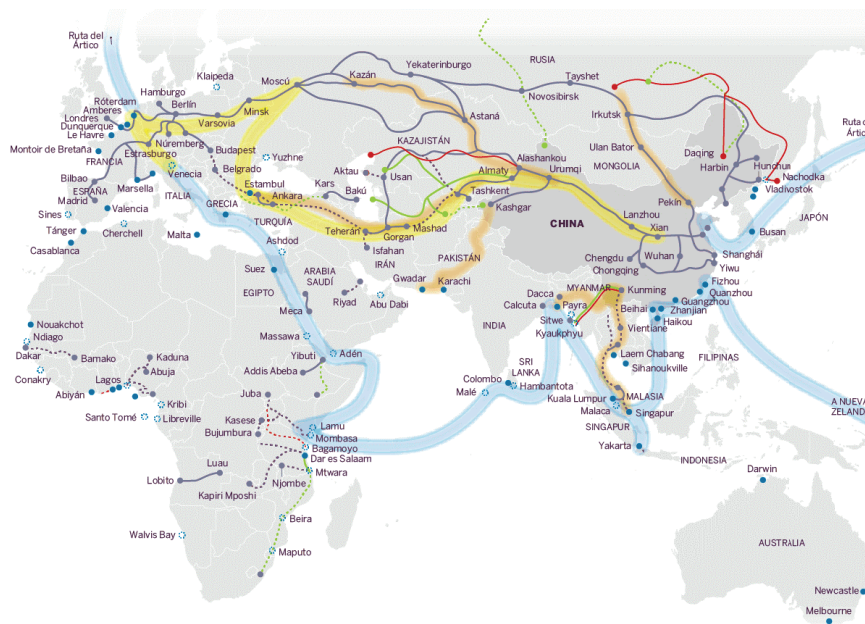 Ruta del
Ártico
Klaipeda
Hamburgo
Róterdam
Amberes
Berlín
Londres
Dunquerque
Le Havre
Varsovia
Minsk
Moscú
Kazán
Yekaterinburgo
RUSIA
Tayshet
Novosibirsk
Irkutsk
Astaná
Montoir de Bretaña
FRANCIA
Estrasburgo
Núremberg
Budapest
Belgrado
Yuzhne
Venecia
Bilbao
ESPAÑA
Madrid
Marsella
ITALIA
Sines
Valencia
Tánger
Cherchell
Casablanca
Malta
GRECIA
Estambul
Ankara
TURQUÍA
Kars
Bakú
Aktau
Usan
KAZAJISTÁN
Almaty
Tashkent
Alashankou
Urumqi
Kashgar
Teherán
Gorgan
Mashad
Isfahan
IRÁN
PAKISTÁN
Gwadar
Karachi
Ulan Bator
MONGOLIA
Daqing
Harbin
Hunchun
Nachodka
Vladivostok
Ruta del
Ártico
Pekín
JAPÓN
Busan
CHINA
Lanzhou
Xian
Chengdu
Chongqing
Wuhan
Shanghái
Yiwu
Fizhou
Quanzhou
Guangzhou
Zhanjian
Haikou
Beihai
Kunming
MYANMAR
Dacca
Payra
Calcuta
Sitwe
Kyaukphyu
INDIA
Vientiane
Laem Chabang
Sihanoukville
FILIPINAS
SRI
LANKA
Colombo
Hambantota
Malé
Kuala Lumpur
MALASIA
Malaca
Singapur
SINGAPUR
Yakarta
INDONESIA
A NUEVA
ZELAND
Darwin
AUSTRALIA
Newcastle
Melbourne
Ashdod
Suez
EGIPTO
ARABIA
SAUDÍ
Riyad
Abu Dabi
Meca
Massawa
Yibuti
Adén
Addis Abeba
Nouakchot
Ndiago
Dakar
Bamako
Conakry
Kaduna
Abuja
Lagos
Abiyán
Kribi
Santo Tomé
Libreville
Juba
Kasese
Bujumbura
Lamu
Mombasa
Bagamoyo
Dar es Salaam
Mtwara
Luau
Lobito
Kapiri Mposhi
Njombe
Beira
Walvis Bay
Maputo